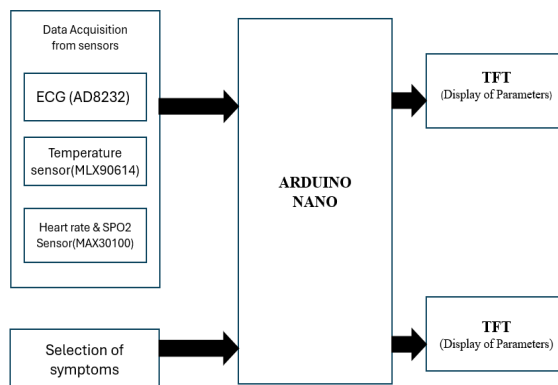 Data Acquisition
from sensors
ECG (AD8232)
Temperature
sensor(MLX90614)
Heart rate & SPO2
Sensor(MAX30100)
Selection of
symptoms
ARDUINO
NANO
TFT
(Display of Parameters)
TFT
(Display of Parameters)